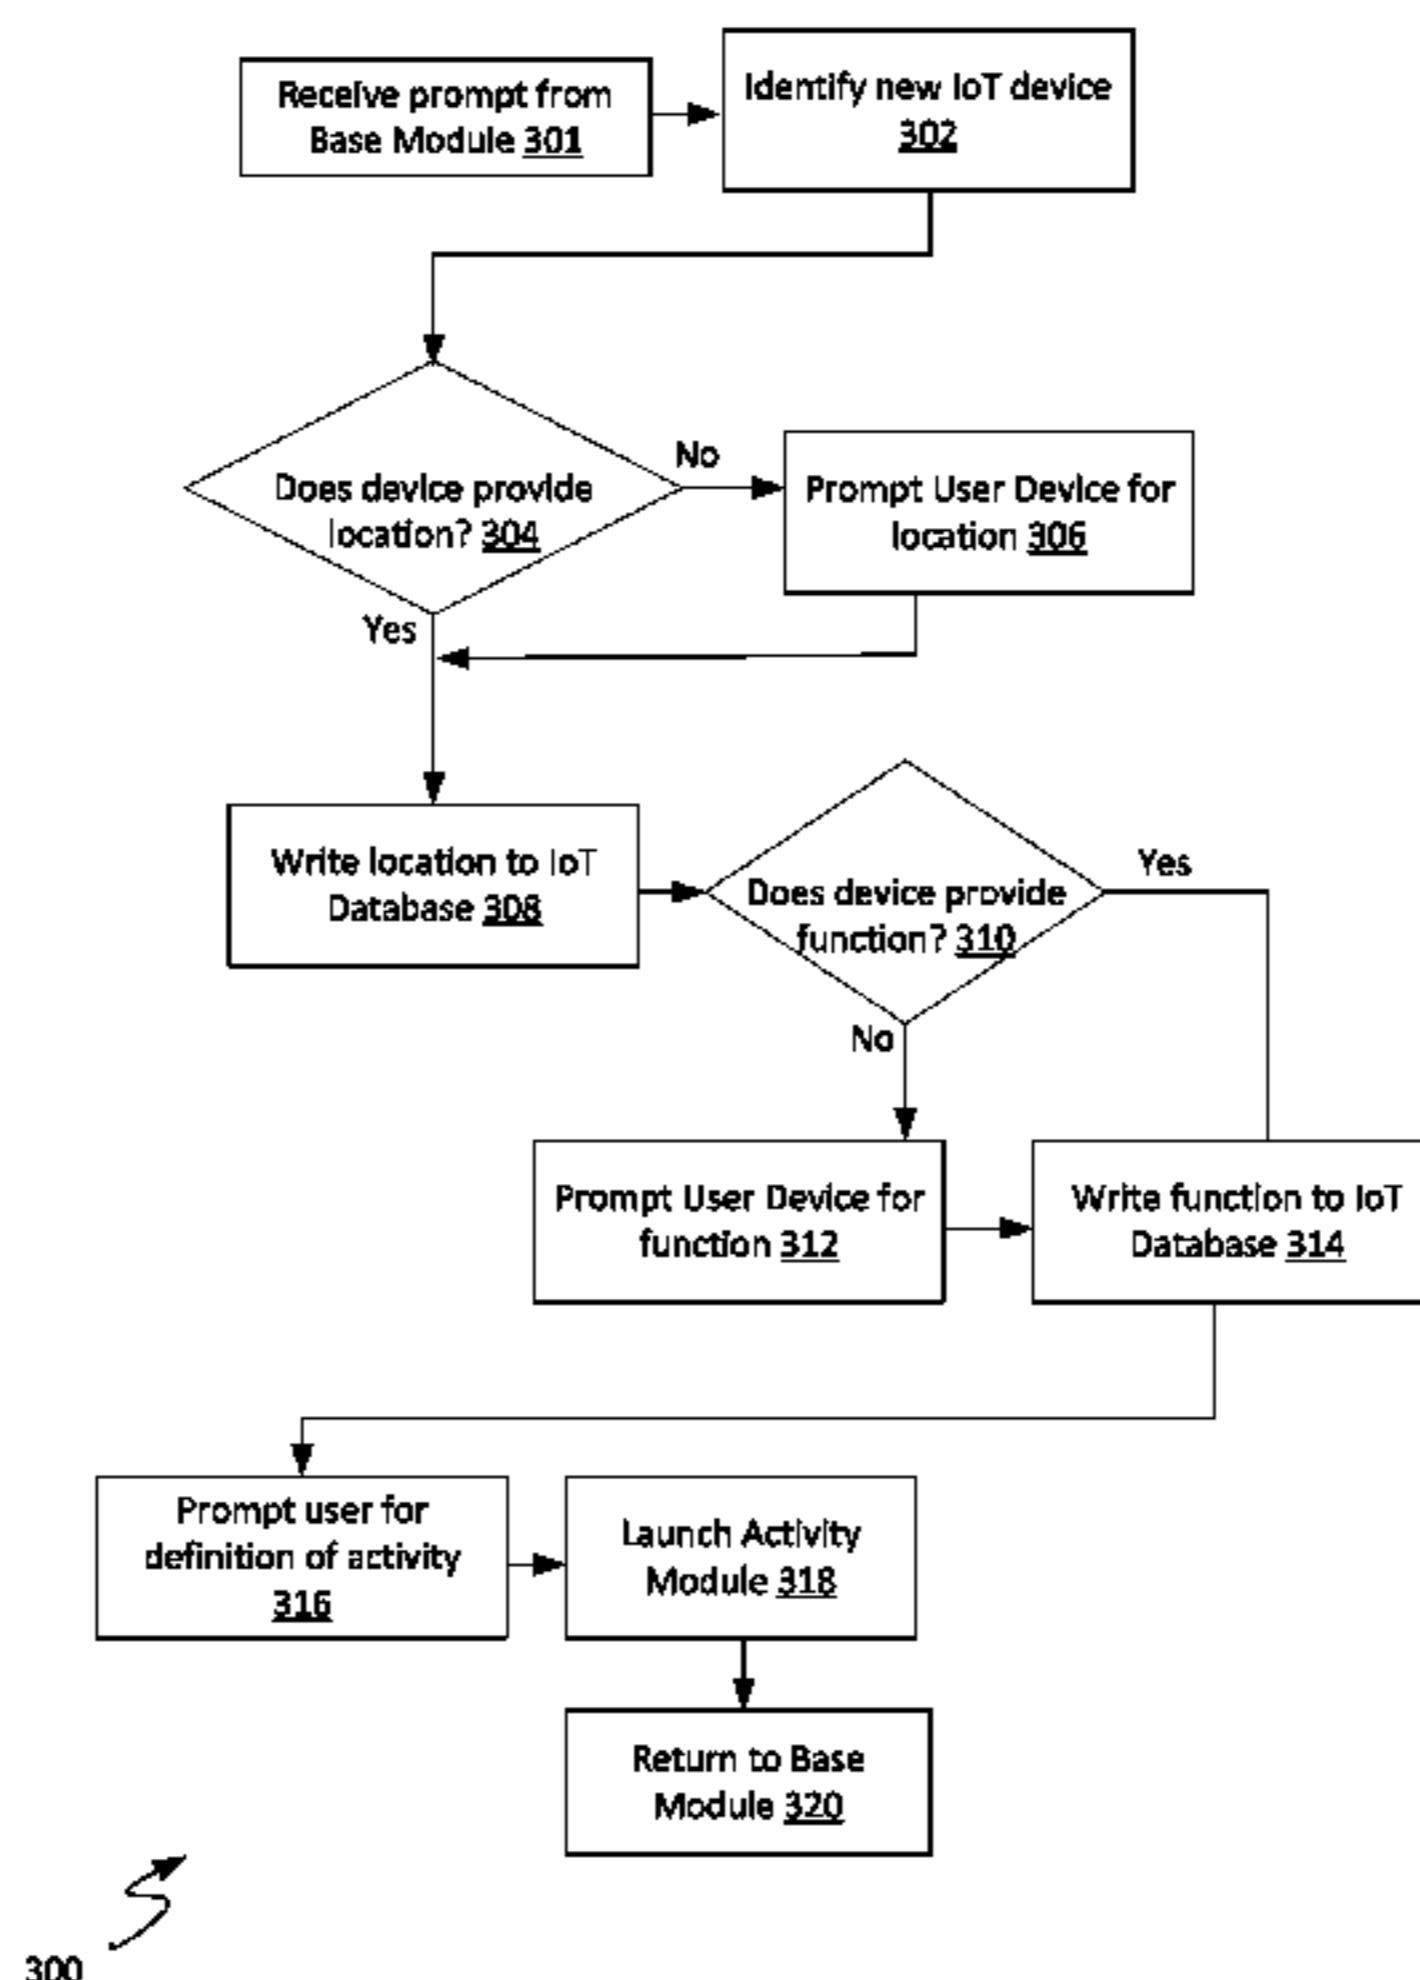 Receive prompt from
Base Module 301
Identify new IoT device
302
Does device provide
location? 304
No
Prompt User Device for
location 306
Yes
Write location to IoT
Database 308
Does device provide
function? 310
Yes
No
Prompt User Device for
function 312
Write function to IoT
Database 314
Prompt user for
definition of activity
316
Launch Activity
Module 318
Return to Base
Module 320
300